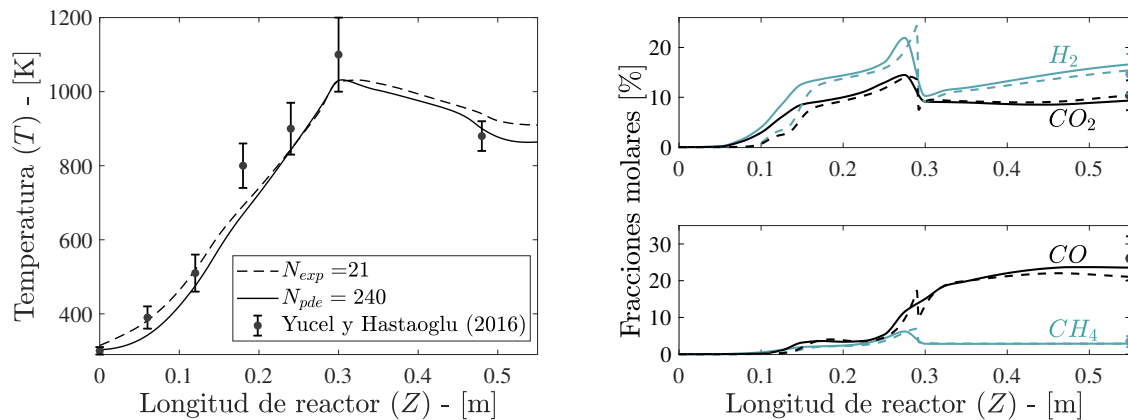 1200
1000
800
600
400
Temperatura (T) - [K]
N_exp = 21
N_pde = 240
Yucel y Hastaoglu (2016)
0
0.1
0.2
0.3
0.4
0.5
Longitud de reactor (Z) - [m]
Fracciones molares [%]
20
10
0
H_2
CO_2
0
0.1
0.2
0.3
0.4
0.5
Longitud de reactor (Z) - [m]
30
20
10
0
CO
CH_4
0
0.1
0.2
0.3
0.4
0.5
Longitud de reactor (Z) - [m]